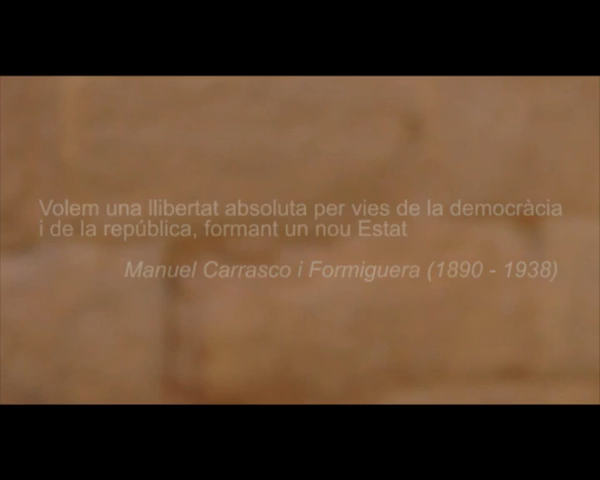 Volem una llibertat absoluta per vies de la democràcia
i de la república, formant un nou Estat
Manuel Carrasco i Formiguera (1890 - 1938)